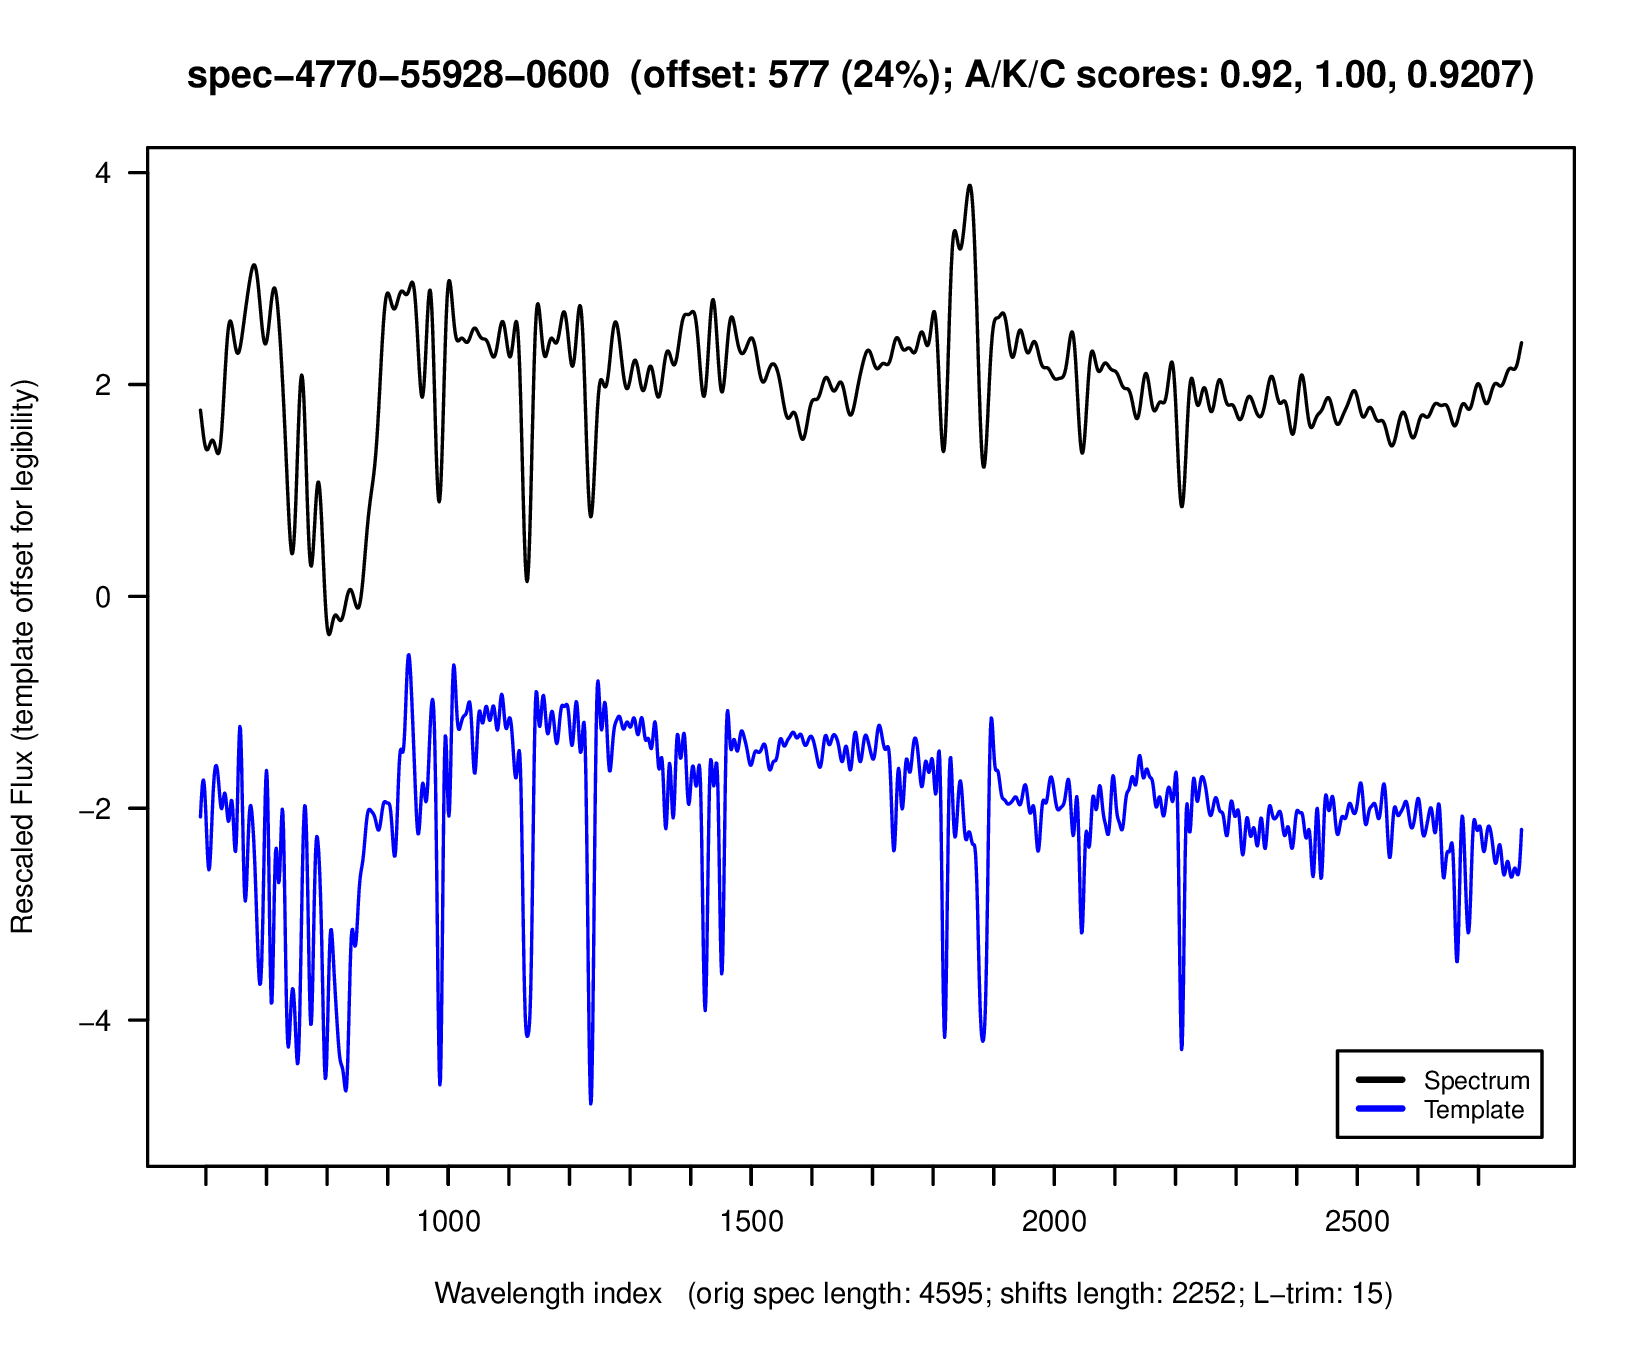 spec−4770−55928−0600 (offset: 577 (24%); A/K/C scores: 0.92, 1.00, 0.9207)
Rescaled Flux (template offset for legibility)
4
2
0
−2
−4
Spectrum
Template
1000 1500 2000 2500
Wavelength index (orig spec length: 4595; shifts length: 2252; L−trim: 15)